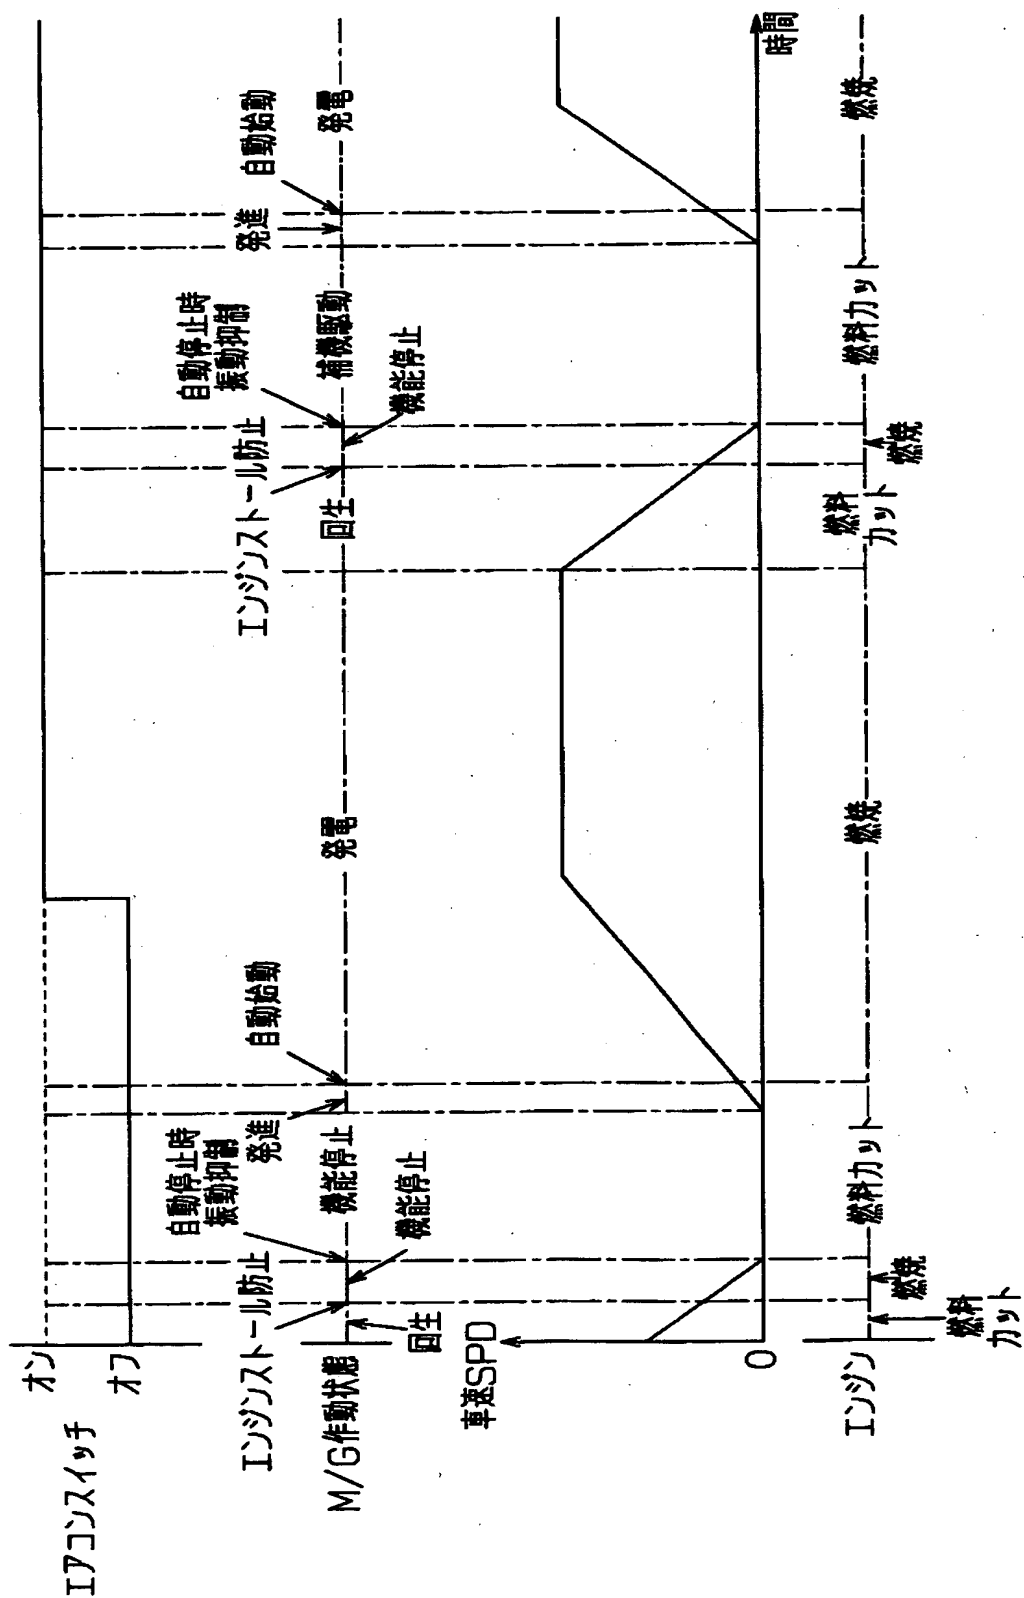 エアコンスイッチ
オン
オフ
エンジンストール防止
自動停止時
振動抑制
発進
自動始動
エンジンストール防止
自動停止時
振動抑制
発進
自動始動
M/G作動状態
回生
機能停止
機能停止
発電
回生
機能停止
補機駆動
発電
車速SPD
0
時間
エンジン
燃料
カット
燃焼
燃料カット
燃焼
燃料
カット
燃焼
燃料カット
燃焼